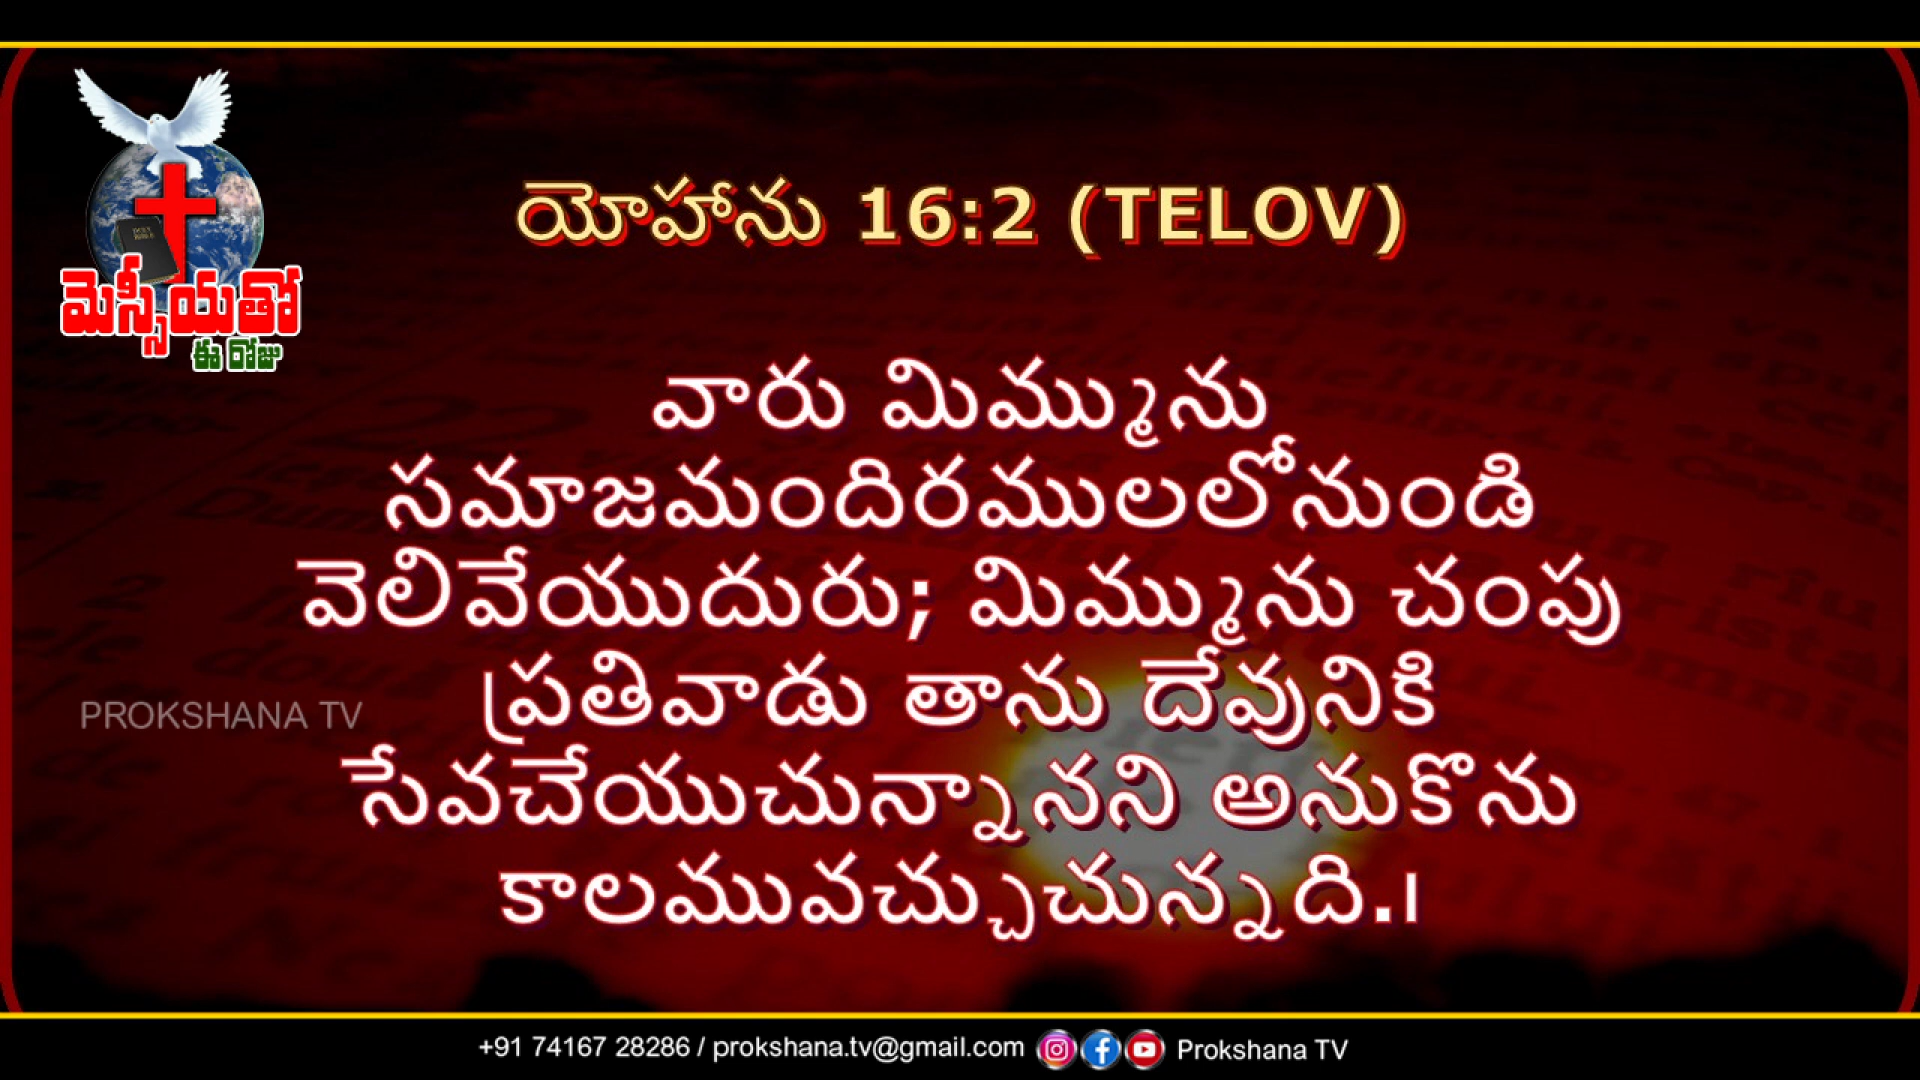 మెస్సీయతో
ఈ రోజు
యోహాను 16:2 (TELOV)
వారు మిమ్మును
సమాజమందిరములలోనుండి
వెలివేయుదురు; మిమ్మును చంపు
ప్రతివాడు తాను దేవునికి
సేవచేయుచున్నానని అనుకొను
కాలమువచ్చుచున్నది.।
PROKSHANA TV
+91 74167 28286 / prokshana.tv@gmail.com Prokshana TV